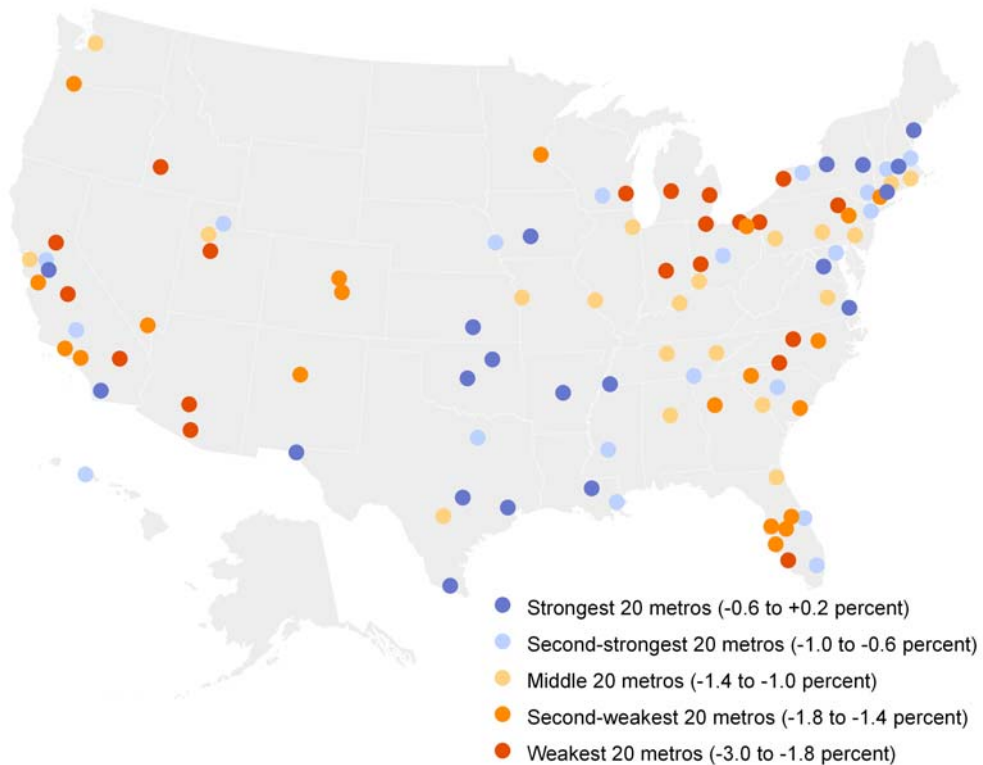 Strongest 20 metros (-0.6 to +0.2 percent)
Second-strongest 20 metros (-1.0 to -0.6 percent)
Middle 20 metros (-1.4 to -1.0 percent)
Second-weakest 20 metros (-1.8 to -1.4 percent)
Weakest 20 metros (-3.0 to -1.8 percent)